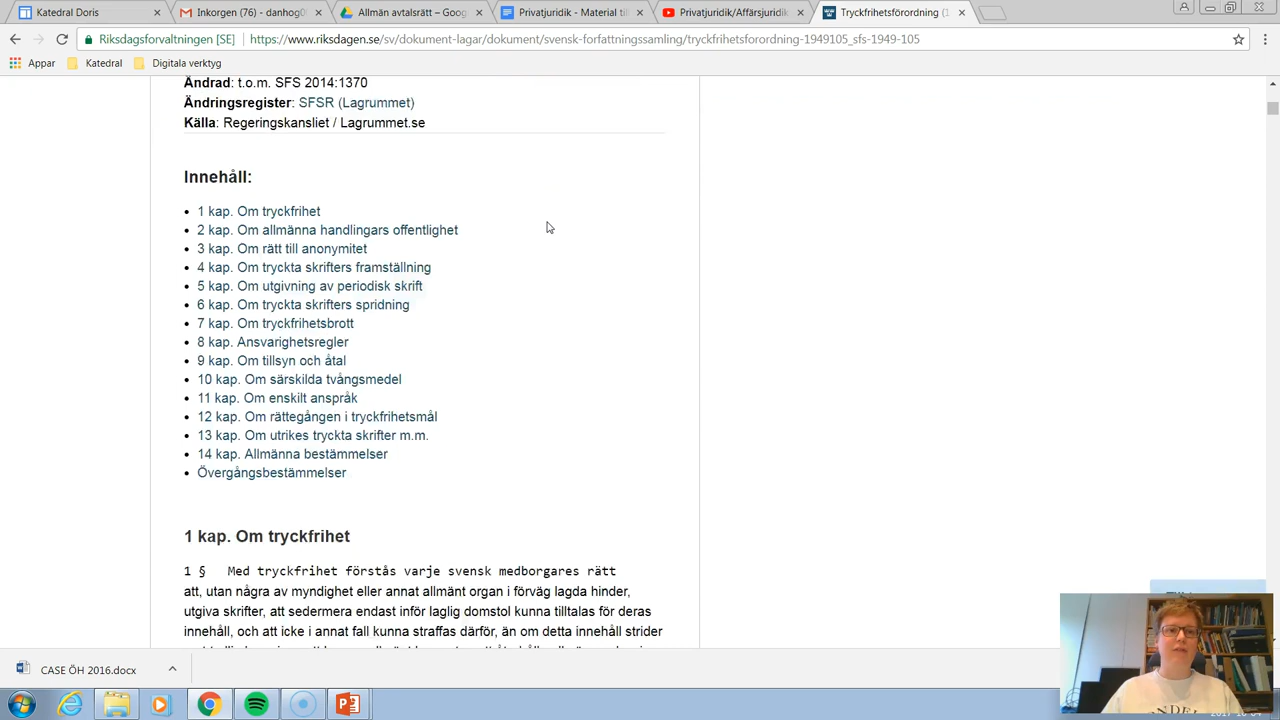 Katedral Doris
Inkorgen (76) - danhog0
Allmän avtalsrätt – Goog
Privatjuridik - Material til
Privatjuridik/Affärsjuridik
Tryckfrihetsförordning (1
Riksdagsforvaltningen [SE]
https://www.riksdagen.se/sv/dokument-lagar/dokument/svensk-forfattningssamling/tryckfrihetsforordning-1949105_sfs-1949-105
Appar
Katedral
Digitala verktyg
Ändrad: t.o.m. SFS 2014:1370
Ändringsregister: SFSR (Lagrummet)
Källa: Regeringskansliet / Lagrummet.se
Innehåll:
1 kap. Om tryckfrihet
2 kap. Om allmänna handlingars offentlighet
3 kap. Om rätt till anonymitet
4 kap. Om tryckta skrifters framställning
5 kap. Om utgivning av periodisk skrift
6 kap. Om tryckta skrifters spridning
7 kap. Om tryckfrihetsbrott
8 kap. Ansvarighetsregler
9 kap. Om tillsyn och åtal
10 kap. Om särskilda tvångsmedel
11 kap. Om enskilt anspråk
12 kap. Om rättegången i tryckfrihetsmål
13 kap. Om utrikes tryckta skrifter m.m.
14 kap. Allmänna bestämmelser
Övergångsbestämmelser
1 kap. Om tryckfrihet
1 § Med tryckfrihet förstås varje svensk medborgares rätt
att, utan några av myndighet eller annat allmänt organ i förväg lagda hinder,
utgiva skrifter, att sedermera endast inför laglig domstol kunna tilltalas för deras
innehåll, och att icke i annat fall kunna straffas därför, än om detta innehåll strider
CASE ÖH 2016.docx